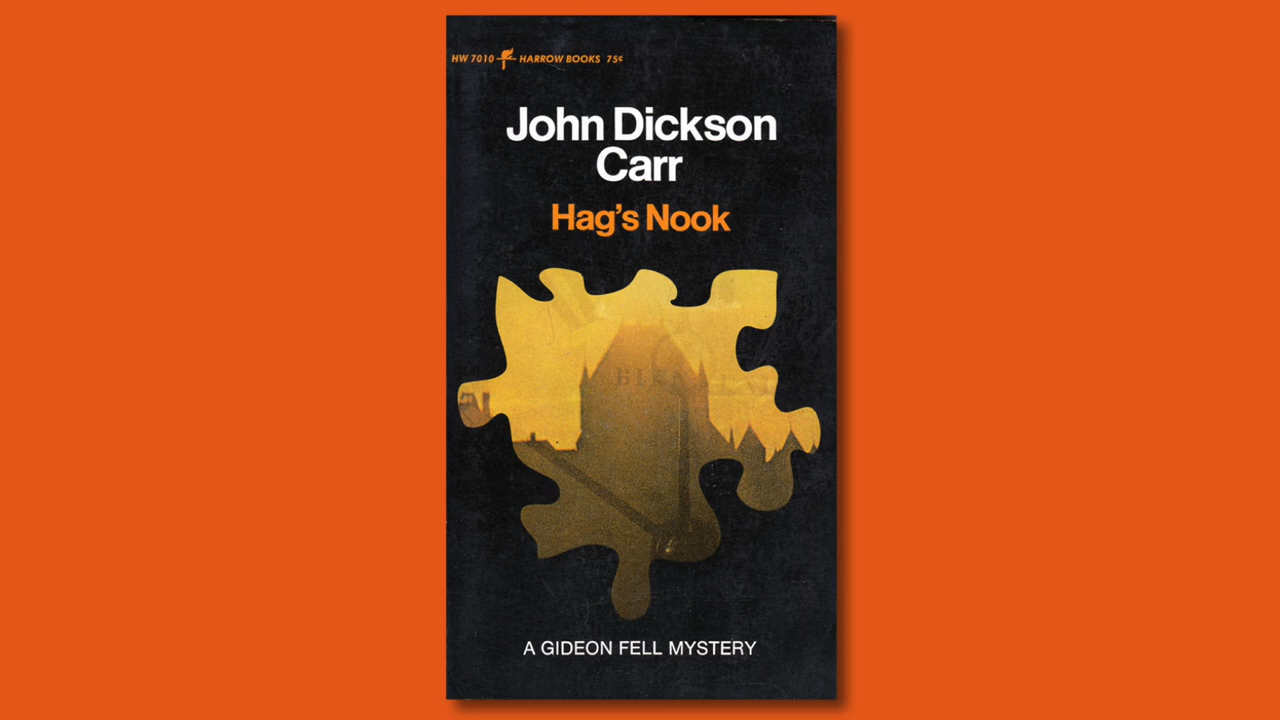 HW 7010 HARROW BOOKS 75¢
John Dickson
Carr
Hag's Nook
A GIDEON FELL MYSTERY